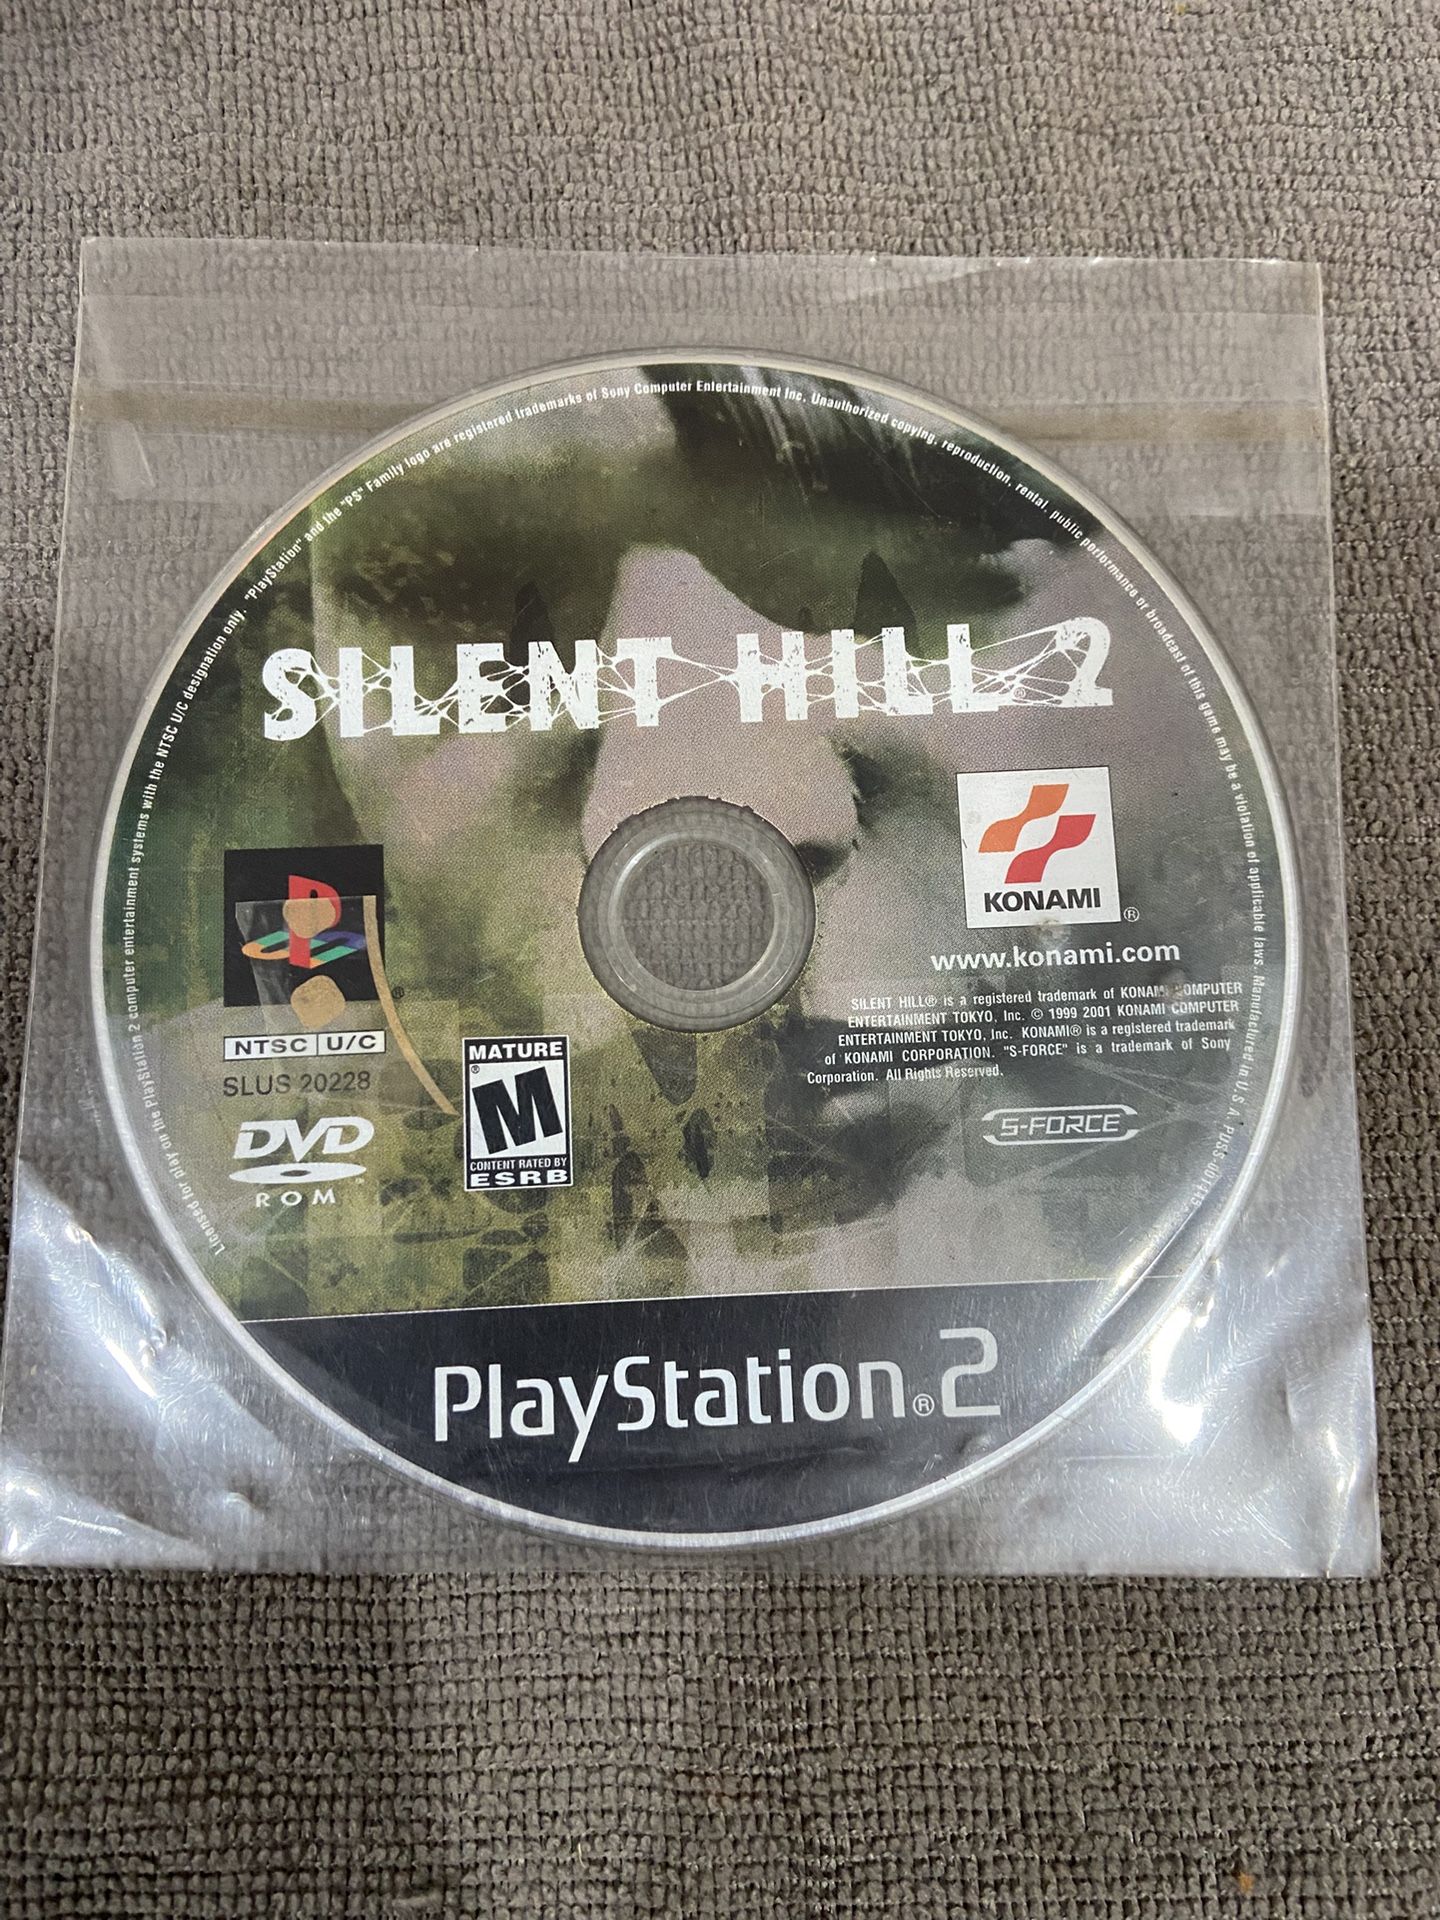 Licensed for play on the PlayStation 2 computer entertainment systems with the NTSC U/C designation only. "PlayStation" and the "PS" Family logo are registered trademarks of Sony Computer Entertainment Inc. Unauthorized copying, reproduction, rental, public performance or broadcast of this game may be a violation of applicable laws. Manufactured in U.S.A.
SILENT HILL® 2
KONAMI®
www.konami.com
SILENT HILL® is a registered trademark of KONAMI COMPUTER
ENTERTAINMENT TOKYO, Inc. © 1999 2001 KONAMI COMPUTER
ENTERTAINMENT TOKYO, Inc. KONAMI® is a registered trademark
of KONAMI CORPORATION. "S-FORCE" is a trademark of Sony
Corporation. All Rights Reserved.
S-FORCE
®
NTSC U/C
SLUS 20228
DVD
ROM
MATURE
M
®
CONTENT RATED BY
ESRB
PlayStation®2